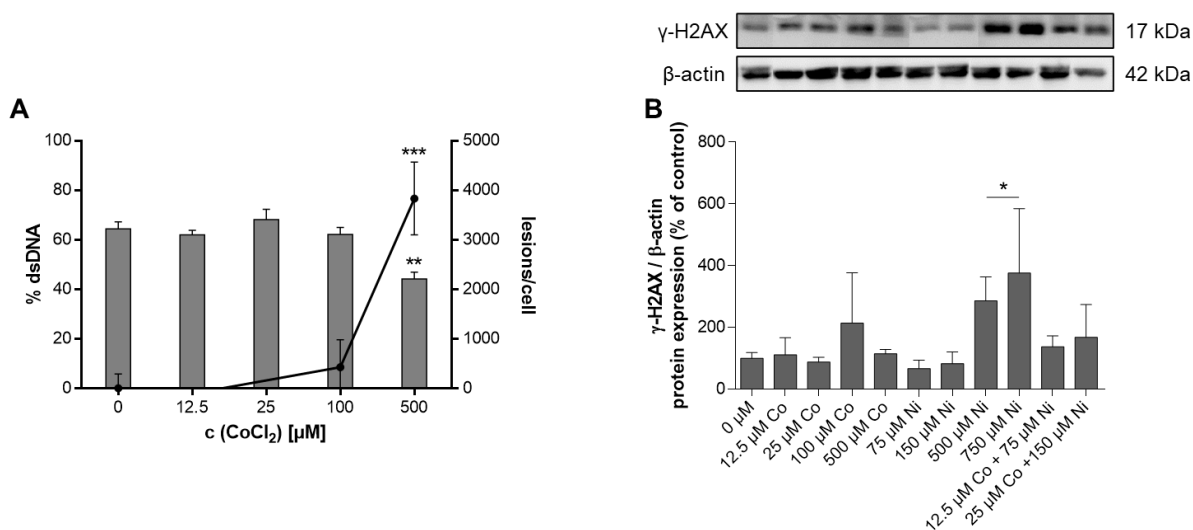 γ-H2AX 17 kDa
β-actin 42 kDa
A
100
80
60
40
20
0
% dsDNA
5000
4000
3000
2000
1000
0
lesions/cell
***
**
0 12.5 25 100 500
c (CoCl₂) [µM]
B
800
600
400
200
0
γ-H2AX / β-actin
protein expression (% of control)
*
0 µM
12.5 µM Co
25 µM Co
100 µM Co
500 µM Co
75 µM Ni
150 µM Ni
500 µM Ni
750 µM Ni
12.5 µM Co + 75 µM Ni
25 µM Co +150 µM Ni